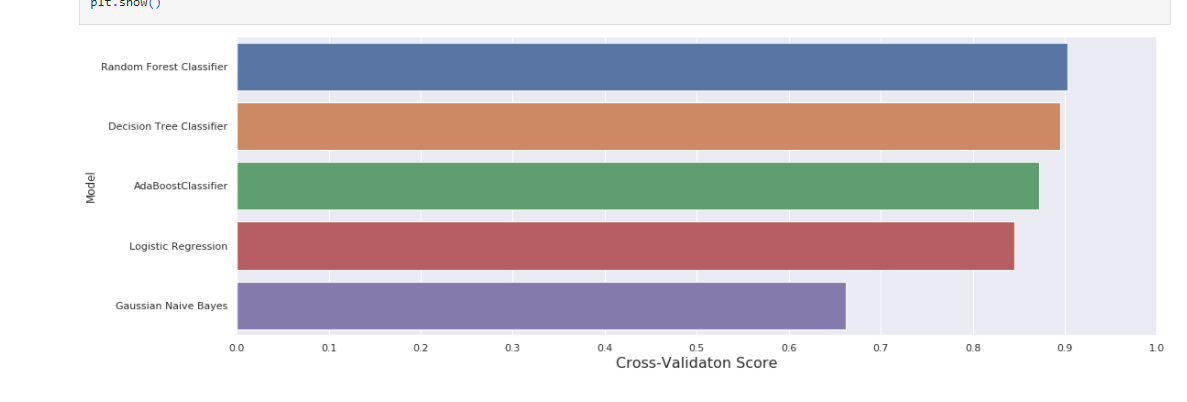 plt.show()
Random Forest Classifier
Decision Tree Classifier
AdaBoostClassifier
Logistic Regression
Gaussian Naive Bayes
Model
0.0 0.1 0.2 0.3 0.4 0.5 0.6 0.7 0.8 0.9 1.0
Cross-Validaton Score